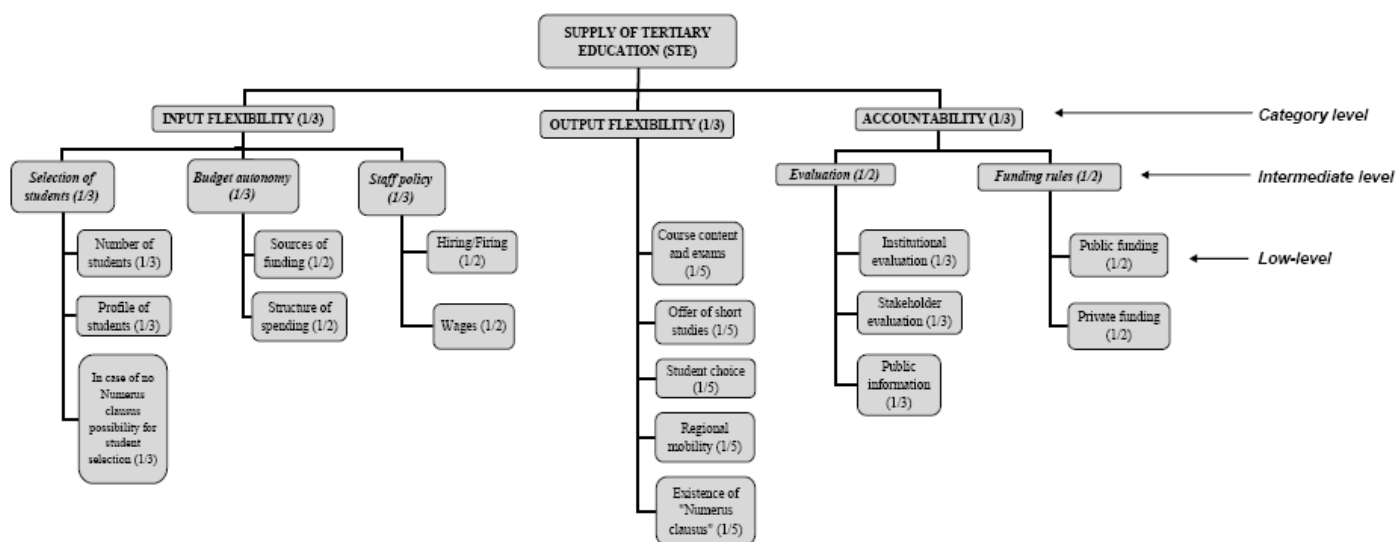 SUPPLY OF TERTIARY
EDUCATION (STE)
INPUT FLEXIBILITY (1/3)
OUTPUT FLEXIBILITY (1/3)
ACCOUNTABILITY (1/3)
Category level
Selection of
students (1/3)
Budget autonomy
(1/3)
Staff policy
(1/3)
Evaluation (1/2)
Funding rules (1/2)
Intermediate level
Number of
students (1/3)
Profile of
students (1/3)
In case of no
Numerus
clausus
possibility for
student
selection (1/3)
Sources of
funding (1/2)
Structure of
spending (1/2)
Hiring/Firing
(1/2)
Wages (1/2)
Course content
and exams
(1/5)
Offer of short
studies (1/5)
Student choice
(1/5)
Regional
mobility (1/5)
Existence of
"Numerus
clausus" (1/5)
Institutional
evaluation (1/3)
Stakeholder
evaluation (1/3)
Public
information
(1/3)
Public funding
(1/2)
Private funding
(1/2)
Low-level